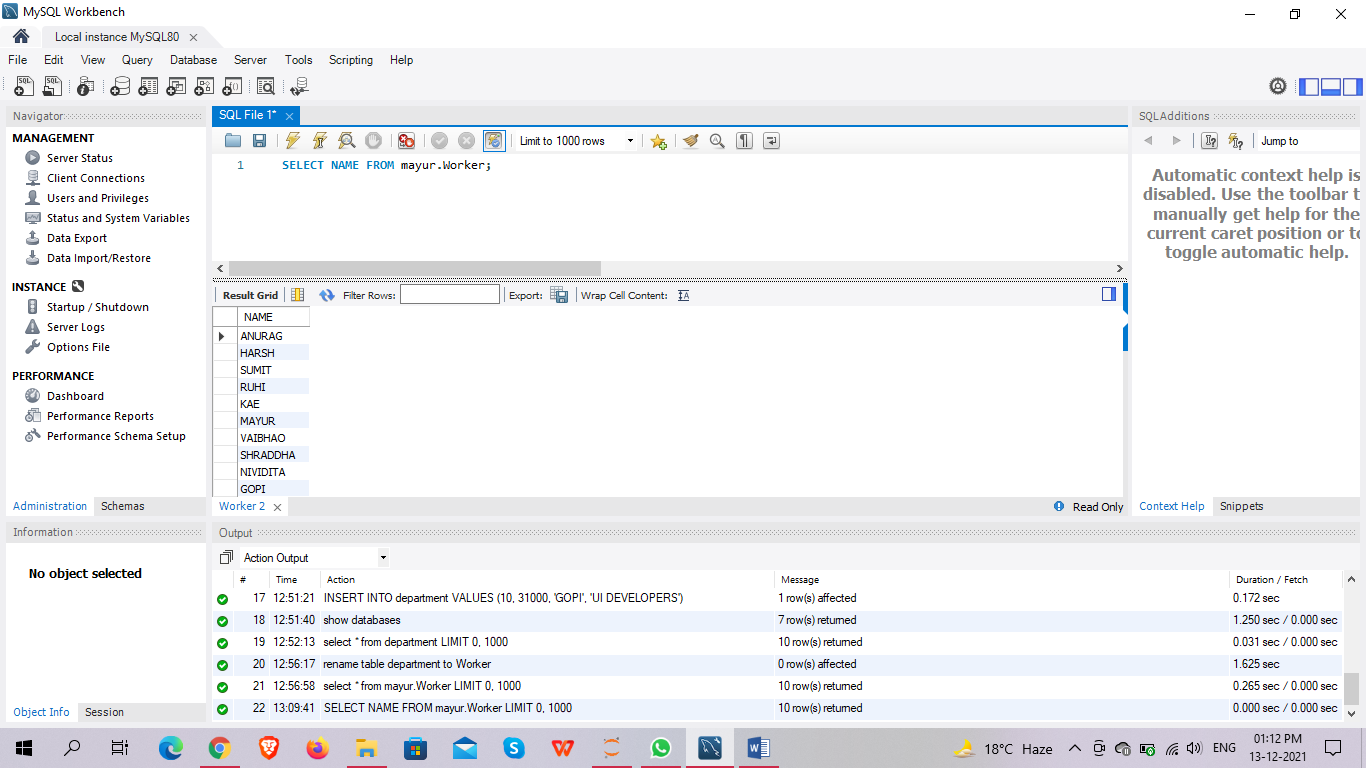 MySQL Workbench
Local instance MySQL80
File Edit View Query Database Server Tools Scripting Help
Navigator
MANAGEMENT
Server Status
Client Connections
Users and Privileges
Status and System Variables
Data Export
Data Import/Restore
INSTANCE
Startup / Shutdown
Server Logs
Options File
PERFORMANCE
Dashboard
Performance Reports
Performance Schema Setup
Administration Schemas
Information
No object selected
Object Info Session
SQL File 1*
Limit to 1000 rows
1 SELECT NAME FROM mayur.Worker;
Result Grid Filter Rows: Export: Wrap Cell Content:
NAME
ANURAG
HARSH
SUMIT
RUHI
KAE
MAYUR
VAIBHAO
SHRADDHA
NIVIDITA
GOPI
Worker 2 Read Only
SQLAdditions
Jump to
Automatic context help is
disabled. Use the toolbar t
manually get help for the
current caret position or to
toggle automatic help.
Context Help Snippets
Output
Action Output
# Time Action Message Duration / Fetch
17 12:51:21 INSERT INTO department VALUES (10, 31000, 'GOPI', 'UI DEVELOPERS') 1 row(s) affected 0.172 sec
18 12:51:40 show databases 7 row(s) returned 1.250 sec / 0.000 sec
19 12:52:13 select * from department LIMIT 0, 1000 10 row(s) returned 0.031 sec / 0.000 sec
20 12:56:17 rename table department to Worker 0 row(s) affected 1.625 sec
21 12:56:58 select * from mayur.Worker LIMIT 0, 1000 10 row(s) returned 0.265 sec / 0.000 sec
22 13:09:41 SELECT NAME FROM mayur.Worker LIMIT 0, 1000 10 row(s) returned 0.000 sec / 0.000 sec
18°C Haze ENG 01:12 PM
13-12-2021